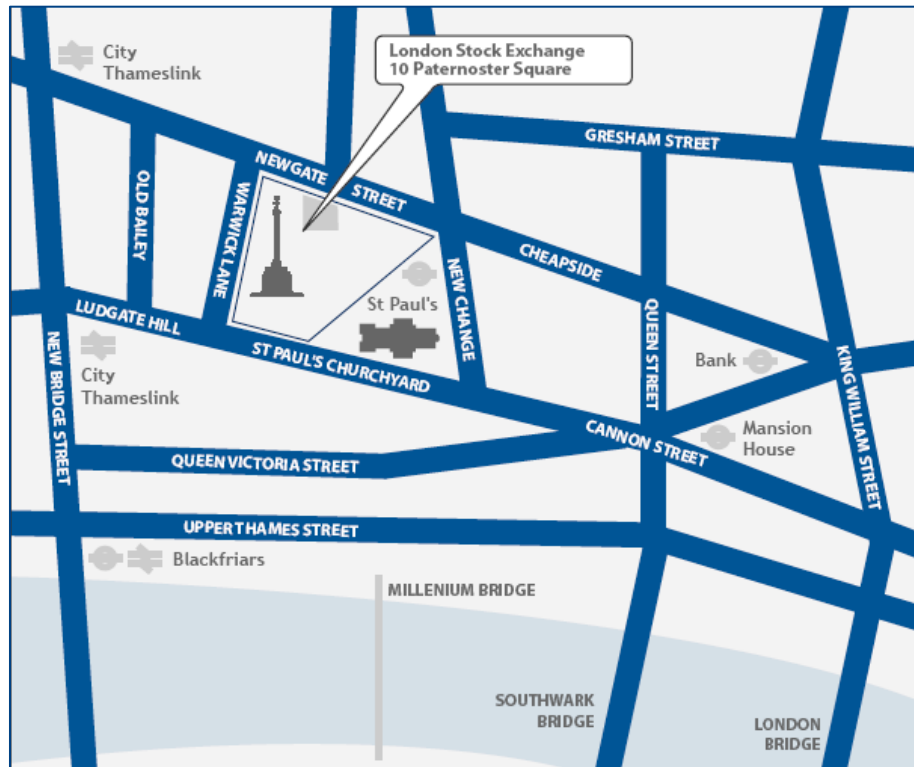 City
Thameslink
London Stock Exchange
10 Paternoster Square
GRESHAM STREET
NEWGATE STREET
OLD BAILEY
WARWICK LANE
CHEAPSIDE
NEW CHANGE
St Paul's
LUDGATE HILL
ST PAUL'S CHURCHYARD
QUEEN STREET
KING WILLIAM STREET
Bank
NEW BRIDGE STREET
City
Thameslink
CANNON STREET
Mansion
House
QUEEN VICTORIA STREET
UPPER THAMES STREET
Blackfriars
MILLENIUM BRIDGE
SOUTHWARK
BRIDGE
LONDON
BRIDGE